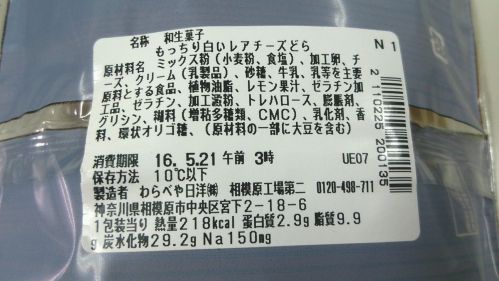 名称 和生菓子 N1
もっちり白いレアチーズどら
原材料名 ミックス粉(小麦粉、食塩)、加工卵、チ
ーズ、クリーム(乳製品)、砂糖、牛乳、乳等を主要
原料とする食品、植物油脂、レモン果汁、ゼラチン加
工品、ゼラチン、加工澱粉、トレハロース、膨脹剤、
グリシン、糊料(増粘多糖類、CMC)、乳化剤、香
料、環状オリゴ糖、(原材料の一部に大豆を含む)
消費期限 16. 5.21午前 3時 UE07
保存方法 10℃以下
製造者 わらべや日洋㈱ 相模原工場第二 0120-498-711
神奈川県相模原市中央区宮下2-18-6
1包装当り 熱量218kcal 蛋白質2.9g 脂質9.9
g 炭水化物29.2g Na150mg
2 110225 200135